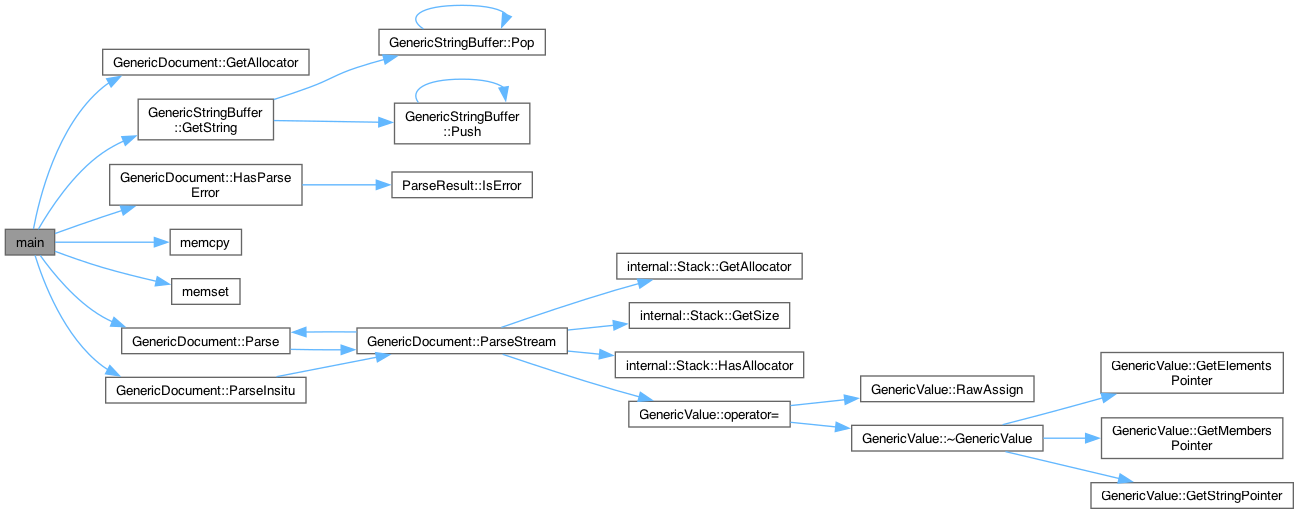 GenericStringBuffer::Pop
GenericDocument::GetAllocator
GenericStringBuffer
::GetString
GenericStringBuffer
::Push
GenericDocument::HasParse
Error
ParseResult::IsError
main
memcpy
memset
internal::Stack::GetAllocator
internal::Stack::GetSize
GenericDocument::Parse
GenericDocument::ParseStream
internal::Stack::HasAllocator
GenericDocument::ParseInsitu
GenericValue::operator=
GenericValue::RawAssign
GenericValue::~GenericValue
GenericValue::GetElements
Pointer
GenericValue::GetMembers
Pointer
GenericValue::GetStringPointer